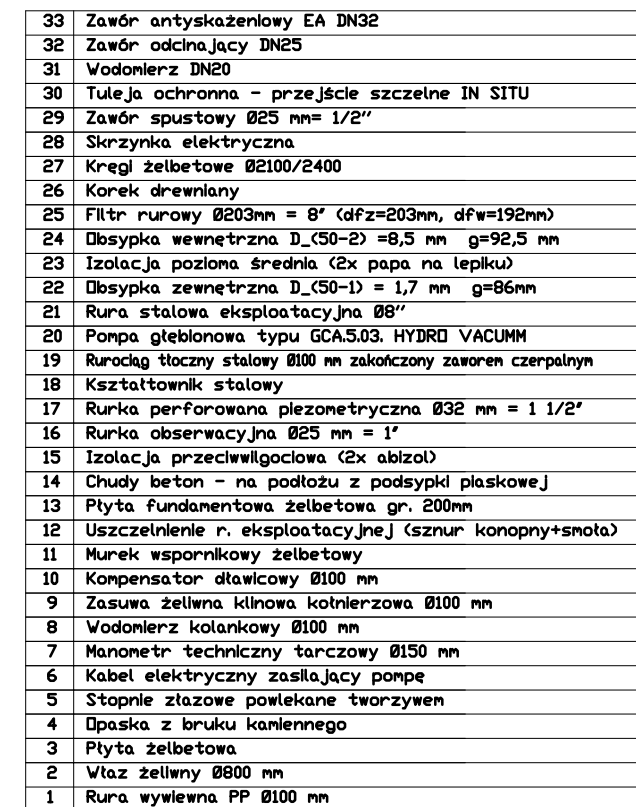 33 Zawór antyskażeniowy EA DN32
32 Zawór odcinający DN25
31 Wodomierz DN20
30 Tuleja ochronna - przejście szczelne IN SITU
29 Zawór spustowy Ø25 mm= 1/2''
28 Skrzynka elektryczna
27 Kręgi żelbetowe Ø2100/2400
26 Korek drewniany
25 Filtr rurowy Ø203mm = 8" (dfz=203mm, dfw=192mm)
24 Obsypka wewnętrzna D_(50-2) =8,5 mm g=92,5 mm
23 Izolacja pozioma średnia (2x papa na lepiku)
22 Obsypka zewnętrzna D_(50-1) = 1,7 mm g=86mm
21 Rura stalowa eksploatacyjna Ø8''
20 Pompa głębionowa typu GCA.5.03. HYDRO VACUMM
19 Rurociąg tłoczny stalowy Ø100 mm zakończony zaworem czerpalnym
18 Kształtownik stalowy
17 Rurka perforowana piezometryczna Ø32 mm = 1 1/2"
16 Rurka obserwacyjna Ø25 mm = 1"
15 Izolacja przeciwwilgociowa (2x abizol)
14 Chudy beton - na podłożu z podsypki piaskowej
13 Płyta fundamentowa żelbetowa gr. 200mm
12 Uszczelnienie r. eksploatacyjnej (sznur konopny+smoła)
11 Murek wspornikowy żelbetowy
10 Kompensator dławicowy Ø100 mm
9 Zasuwa żeliwna klinowa kołnierzowa Ø100 mm
8 Wodomierz kolankowy Ø100 mm
7 Manometr techniczny tarczowy Ø150 mm
6 Kabel elektryczny zasilający pompę
5 Stopnie złazowe powlekane tworzywem
4 Opaska z bruku kamiennego
3 Płyta żelbetowa
2 Właz żeliwny Ø800 mm
1 Rura wywiewna PP Ø100 mm